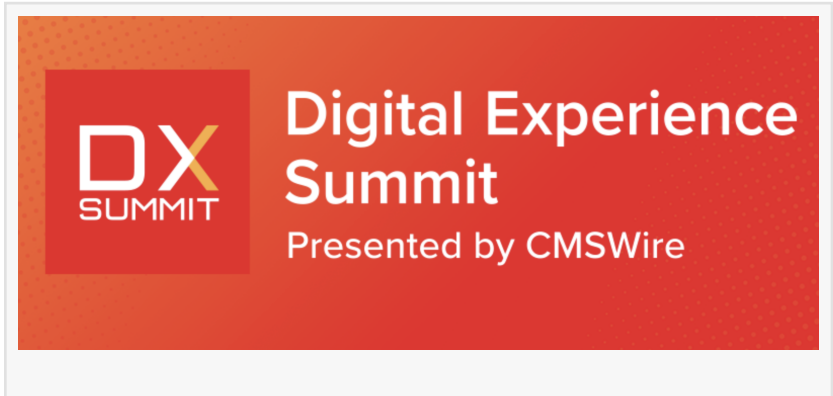 DX
SUMMIT
Digital Experience
Summit
Presented by CMSWire